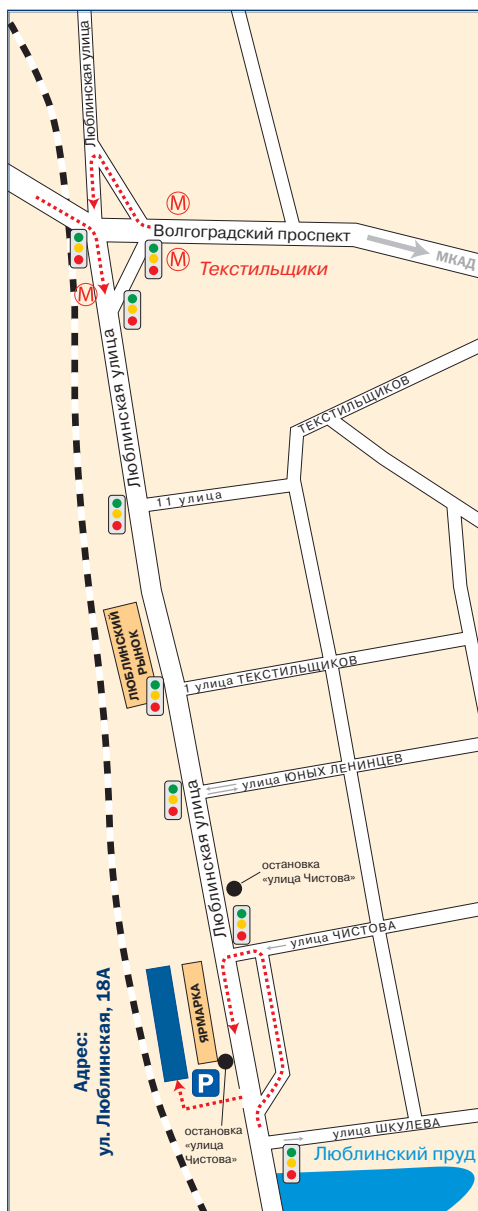 Люблинская улица
М
Волгоградский проспект
МКАД
М
Текстильщики
М
Люблинская улица
ТЕКСТИЛЬЩИКОВ
11 улица
ЛЮБЛИНСКИЙ
РЫНОК
1 улица ТЕКСТИЛЬЩИКОВ
улица ЮНЫХ ЛЕНИНЦЕВ
Люблинская улица
остановка
«улица Чистова»
улица ЧИСТОВА
Адрес:
ул. Люблинская, 18А
ЯРМАРКА
P
остановка
«улица
Чистова»
улица ШКУЛЕВА
Люблинский пруд